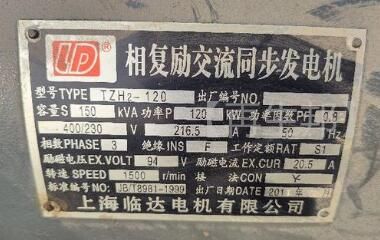 LD
相复励交流同步发电机
型号TYPE TZH2-120 出厂编号NO
容量S 150 kVA 功率P 120 kW 功率因数PF 0.8
400/230 V 216.5 A 50 Hz
相数PHASE 3 绝缘INS F 工作定额RAT S1
励磁电压EX.VOLT 94 V 励磁电流EX.CUR 20.5 A
转速SPEED 1500 r/min 接法CON Y
标准编号NO. JB/T8981-1999 出厂日 201 年 月
上海临达电机有限公司